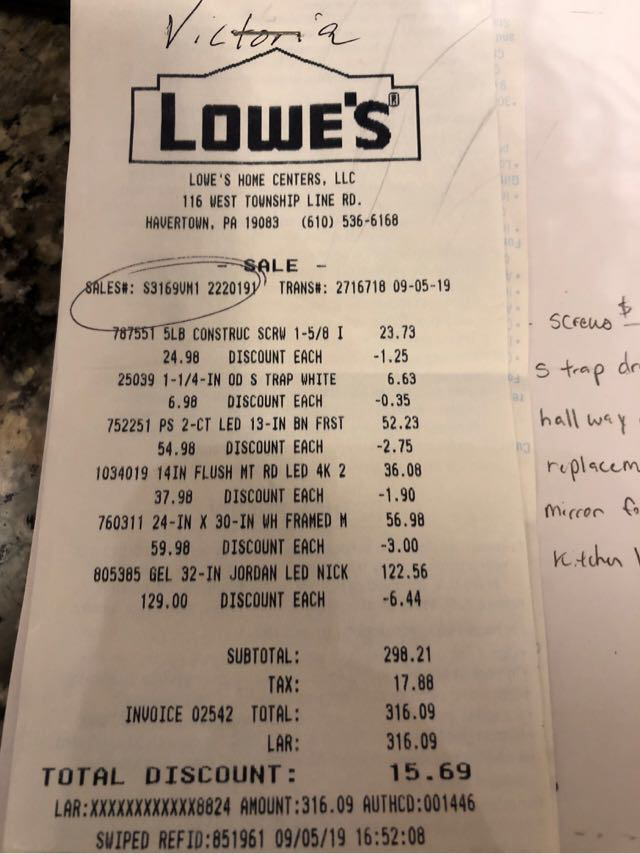 Victoria
LOWE'S®
LOWE'S HOME CENTERS, LLC
116 WEST TOWNSHIP LINE RD.
HAVERTOWN, PA 19083 (610) 536-6168
- SALE -
SALES#: S3169VM1 2220191 TRANS#: 2716718 09-05-19
787551 5LB CONSTRUC SCRW 1-5/8 I 23.73
24.98 DISCOUNT EACH -1.25
25039 1-1/4-IN OD S TRAP WHITE 6.63
6.98 DISCOUNT EACH -0.35
752251 PS 2-CT LED 13-IN BN FRST 52.23
54.98 DISCOUNT EACH -2.75
1034019 14IN FLUSH MT RD LED 4K 2 36.08
37.98 DISCOUNT EACH -1.90
760311 24-IN X 30-IN WH FRAMED M 56.98
59.98 DISCOUNT EACH -3.00
805385 GEL 32-IN JORDAN LED NICK 122.56
129.00 DISCOUNT EACH -6.44
SUBTOTAL: 298.21
TAX: 17.88
INVOICE 02542 TOTAL: 316.09
LAR: 316.09
TOTAL DISCOUNT: 15.69
LAR:XXXXXXXXXXXX8824 AMOUNT:316.09 AUTHCD:001446
SWIPED REFID:851961 09/05/19 16:52:08
screws $
S trap dr
hall way
replacem
mirror fo
Kitchen